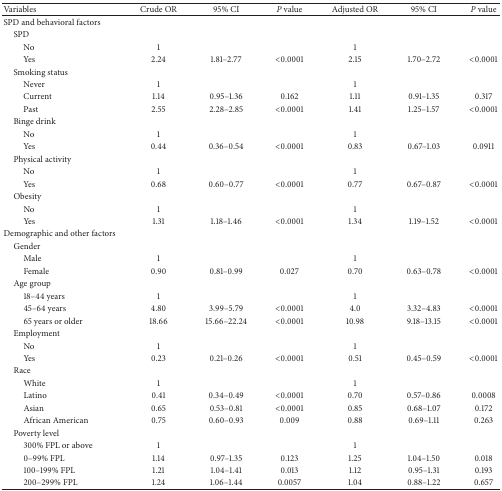 Variables Crude OR 95% CI P value Adjusted OR 95% CI P value
SPD and behavioral factors
SPD
No 1 1
Yes 2.24 1.81–2.77 <0.0001 2.15 1.70–2.72 <0.0001
Smoking status
Never 1 1
Current 1.14 0.95–1.36 0.162 1.11 0.91–1.35 0.317
Past 2.55 2.28–2.85 <0.0001 1.41 1.25–1.57 <0.0001
Binge drink
No 1 1
Yes 0.44 0.36–0.54 <0.0001 0.83 0.67–1.03 0.0911
Physical activity
No 1 1
Yes 0.68 0.60–0.77 <0.0001 0.77 0.67–0.87 <0.0001
Obesity
No 1 1
Yes 1.31 1.18–1.46 <0.0001 1.34 1.19–1.52 <0.0001
Demographic and other factors
Gender
Male 1 1
Female 0.90 0.81–0.99 0.027 0.70 0.63–0.78 <0.0001
Age group
18–44 years 1 1
45–64 years 4.80 3.99–5.79 <0.0001 4.0 3.32–4.83 <0.0001
65 years or older 18.66 15.66–22.24 <0.0001 10.98 9.18–13.15 <0.0001
Employment
No 1 1
Yes 0.23 0.21–0.26 <0.0001 0.51 0.45–0.59 <0.0001
Race
White 1 1
Latino 0.41 0.34–0.49 <0.0001 0.70 0.57–0.86 0.0008
Asian 0.65 0.53–0.81 <0.0001 0.85 0.68–1.07 0.172
African American 0.75 0.60–0.93 0.009 0.88 0.69–1.11 0.263
Poverty level
300% FPL or above 1 1
0–99% FPL 1.14 0.97–1.35 0.123 1.25 1.04–1.50 0.018
100–199% FPL 1.21 1.04–1.41 0.013 1.12 0.95–1.31 0.193
200–299% FPL 1.24 1.06–1.44 0.0057 1.04 0.88–1.22 0.657